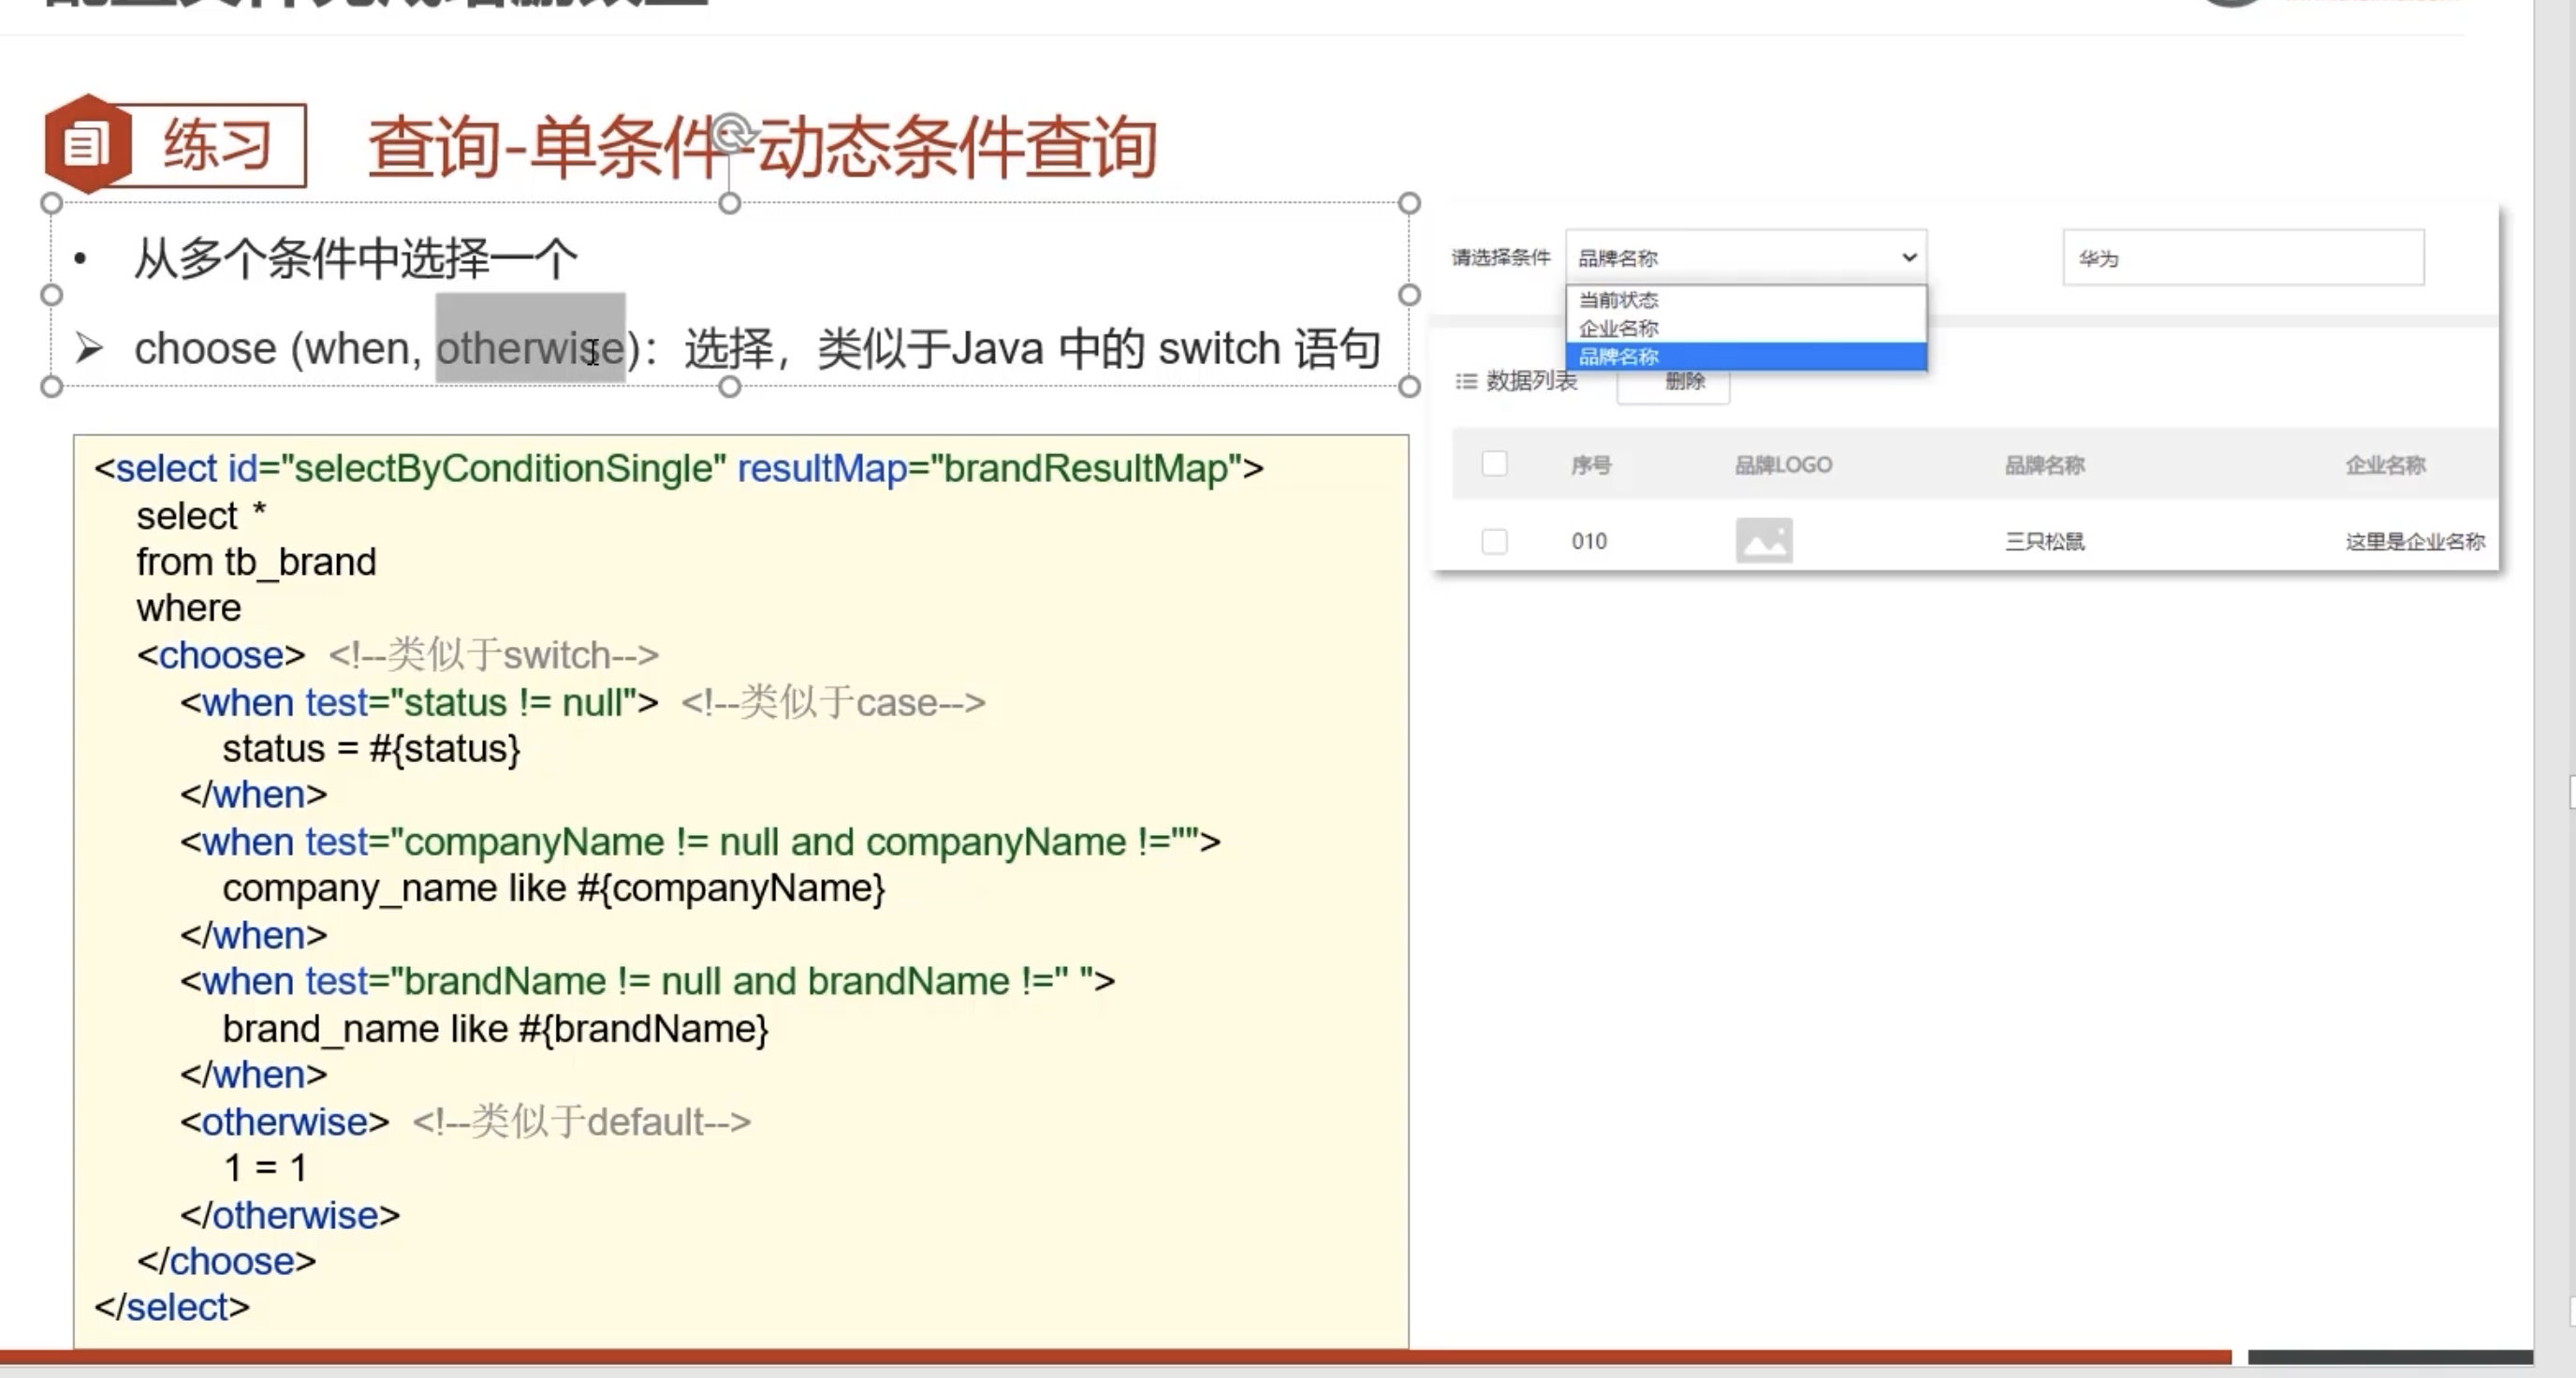 练习
查询-单条件-动态条件查询
• 从多个条件中选择一个
➢ choose (when, otherwise)：选择，类似于Java 中的 switch 语句
<select id="selectByConditionSingle" resultMap="brandResultMap">
select *
from tb_brand
where
<choose> <!--类似于switch-->
<when test="status != null"> <!--类似于case-->
status = #{status}
</when>
<when test="companyName != null and companyName !="">
company_name like #{companyName}
</when>
<when test="brandName != null and brandName !=" ">
brand_name like #{brandName}
</when>
<otherwise> <!--类似于default-->
1 = 1
</otherwise>
</choose>
</select>
请选择条件 品牌名称 华为
当前状态
企业名称
品牌名称
数据列表 删除
序号 品牌LOGO 品牌名称 企业名称
010 三只松鼠 这里是企业名称